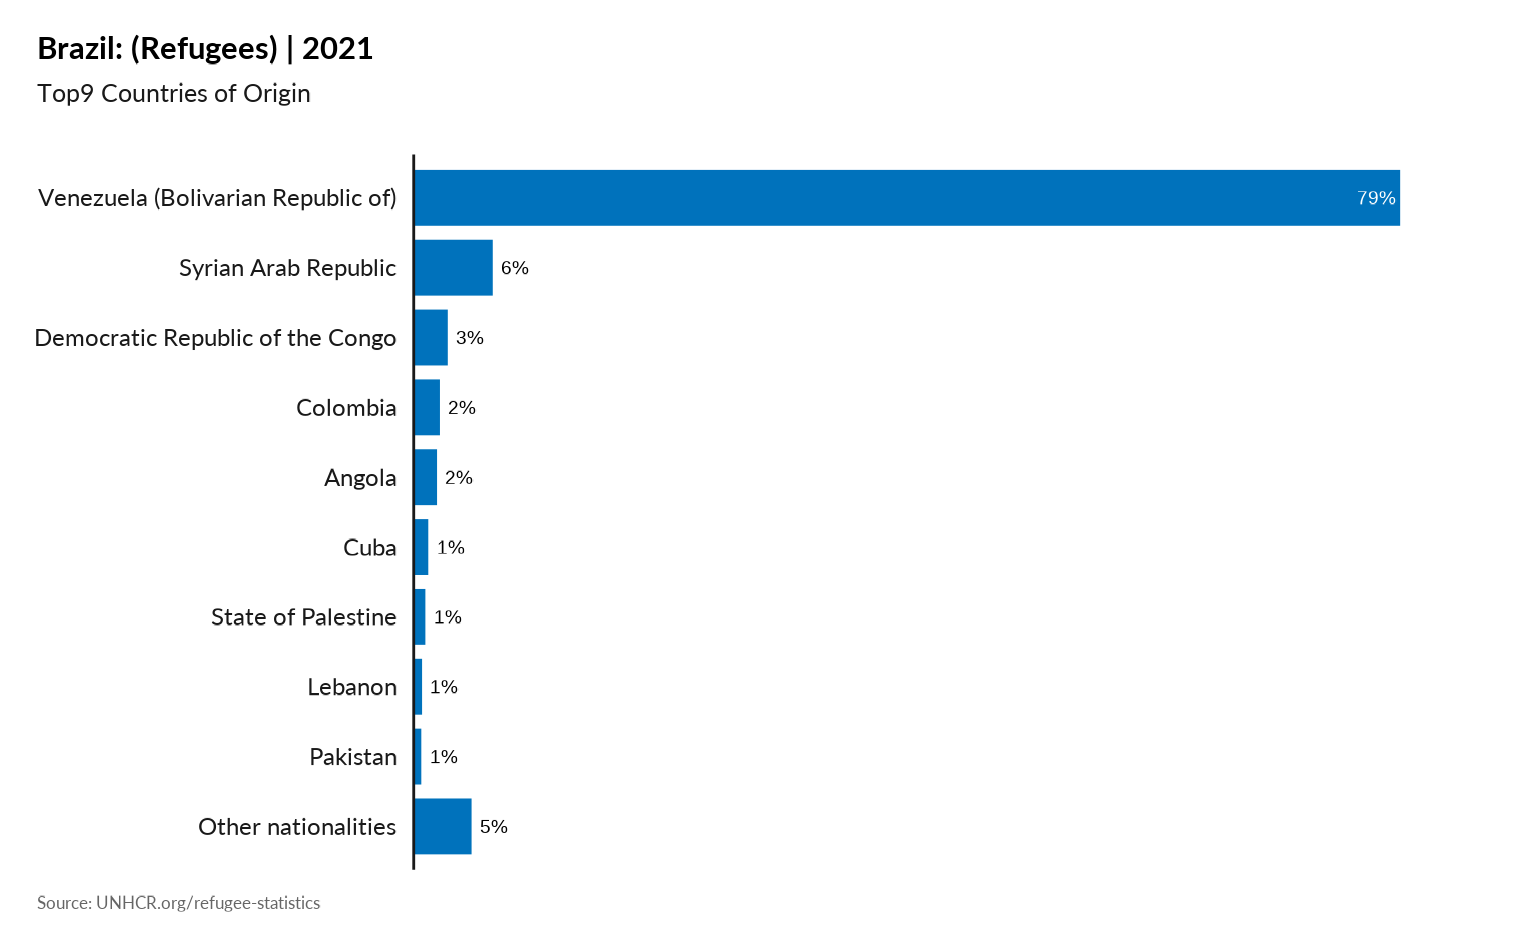 Brazil: (Refugees) | 2021
Top9 Countries of Origin
Venezuela (Bolivarian Republic of) 79%
Syrian Arab Republic 6%
Democratic Republic of the Congo 3%
Colombia 2%
Angola 2%
Cuba 1%
State of Palestine 1%
Lebanon 1%
Pakistan 1%
Other nationalities 5%
Source: UNHCR.org/refugee-statistics